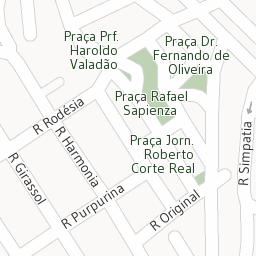 Praça Prf.
Haroldo
Valadão
Praça Dr.
Fernando de
Oliveira
Praça Rafael
Sapienza
R Rodésia
R Harmonia
R Girassol
Praça Jorn.
Roberto
Corte Real
R Simpatia
R Purpurina
R Original